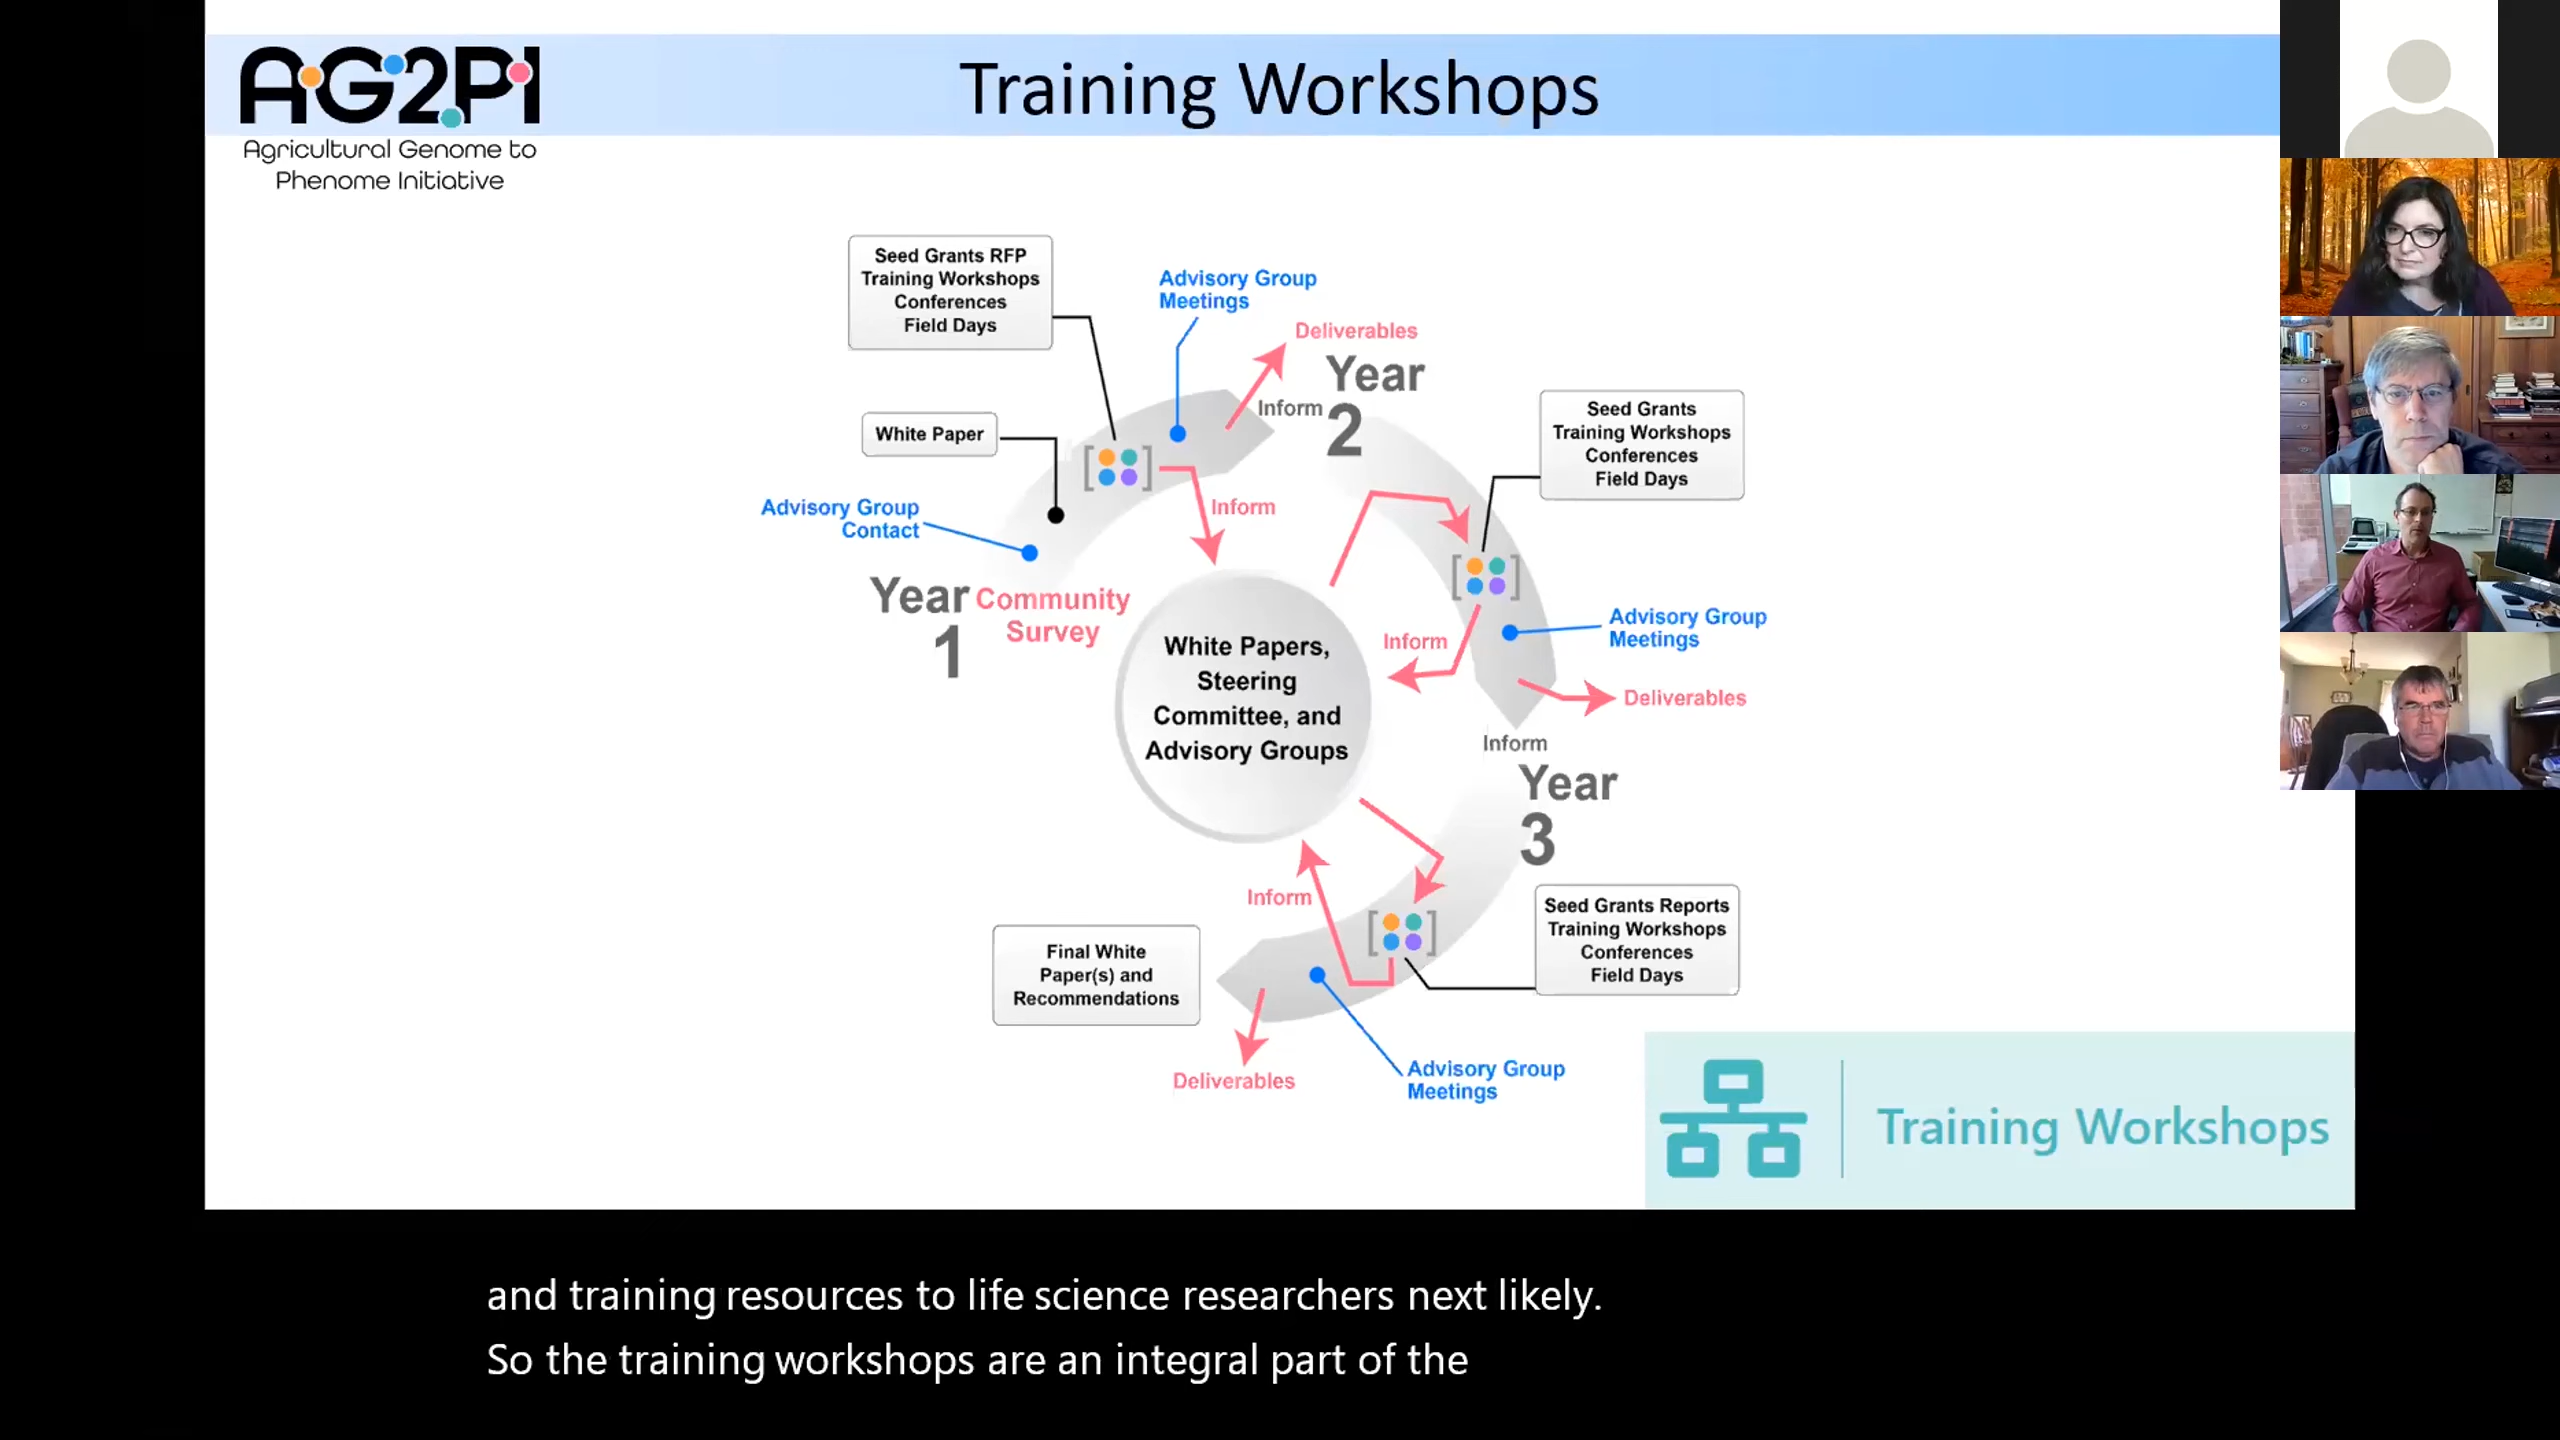 AG2PI
Agricultural Genome to
Phenome Initiative
Training Workshops
Seed Grants RFP
Training Workshops
Conferences
Field Days
Advisory Group
Meetings
Deliverables
White Paper
Inform
Year
2
Seed Grants
Training Workshops
Conferences
Field Days
Advisory Group
Contact
Inform
Year
1
Community
Survey
White Papers,
Steering
Committee, and
Advisory Groups
Inform
Advisory Group
Meetings
Deliverables
Inform
Year
3
Inform
Seed Grants Reports
Training Workshops
Conferences
Field Days
Final White
Paper(s) and
Recommendations
Deliverables
Advisory Group
Meetings
Training Workshops
and training resources to life science researchers next likely.
So the training workshops are an integral part of the